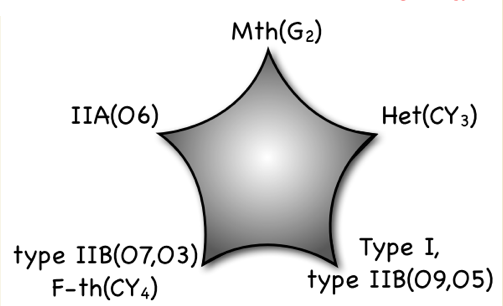 Mth(G₂)
IIA(O6)
Het(CY₃)
type IIB(O7,O3)
F-th(CY₄)
Type I,
type IIB(O9,O5)